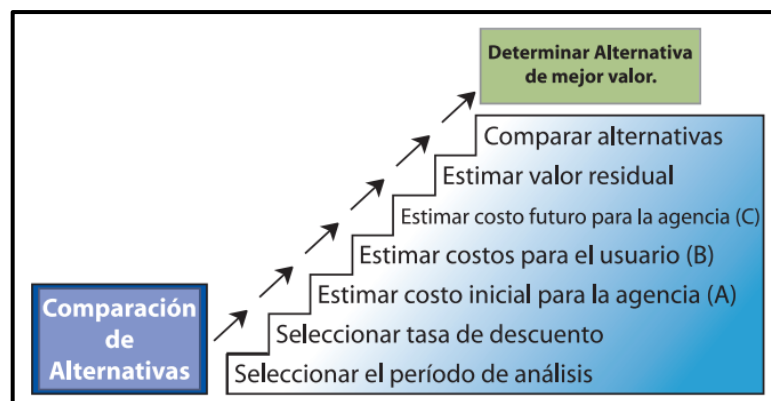 Determinar Alternativa
de mejor valor.
Comparar alternativas
Estimar valor residual
Estimar costo futuro para la agencia (C)
Estimar costos para el usuario (B)
Estimar costo inicial para la agencia (A)
Seleccionar tasa de descuento
Seleccionar el período de análisis
Comparación
de
Alternativas